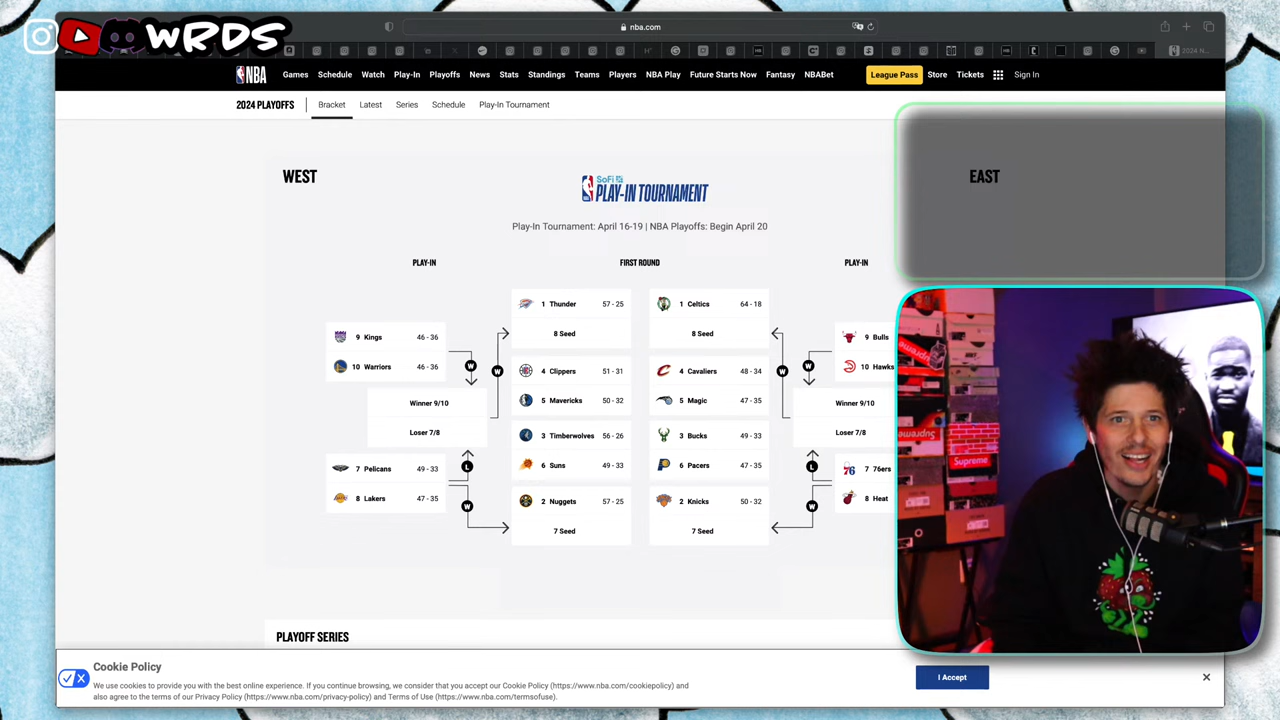 WRDS
nba.com
2024 N...
NBA Games Schedule Watch Play-In Playoffs News Stats Standings Teams Players NBA Play Future Starts Now Fantasy NBABet League Pass Store Tickets Sign In
2024 PLAYOFFS Bracket Latest Series Schedule Play-In Tournament
WEST
EAST
SoFi
PLAY-IN TOURNAMENT
Play-In Tournament: April 16-19 | NBA Playoffs: Begin April 20
PLAY-IN FIRST ROUND PLAY-IN
1 Thunder 57 - 25
8 Seed
1 Celtics 64 - 18
8 Seed
9 Kings 46 - 36
10 Warriors 46 - 36
W
W
Winner 9/10
Loser 7/8
4 Clippers 51 - 31
5 Mavericks 50 - 32
4 Cavaliers 48 - 34
5 Magic 47 - 35
W
W
9 Bulls
10 Hawks
Winner 9/10
Loser 7/8
3 Timberwolves 56 - 26
6 Suns 49 - 33
3 Bucks 49 - 33
6 Pacers 47 - 35
7 Pelicans 49 - 33
8 Lakers 47 - 35
L
W
2 Nuggets 57 - 25
7 Seed
2 Knicks 50 - 32
7 Seed
L
W
7 76ers
8 Heat
Supreme
PLAYOFF SERIES
Cookie Policy
We use cookies to provide you with the best online experience. If you continue browsing, we consider that you accept our Cookie Policy (https://www.nba.com/cookiepolicy) and
also agree to the terms of our Privacy Policy (https://www.nba.com/privacy-policy) and Terms of Use (https://www.nba.com/termsofuse).
I Accept